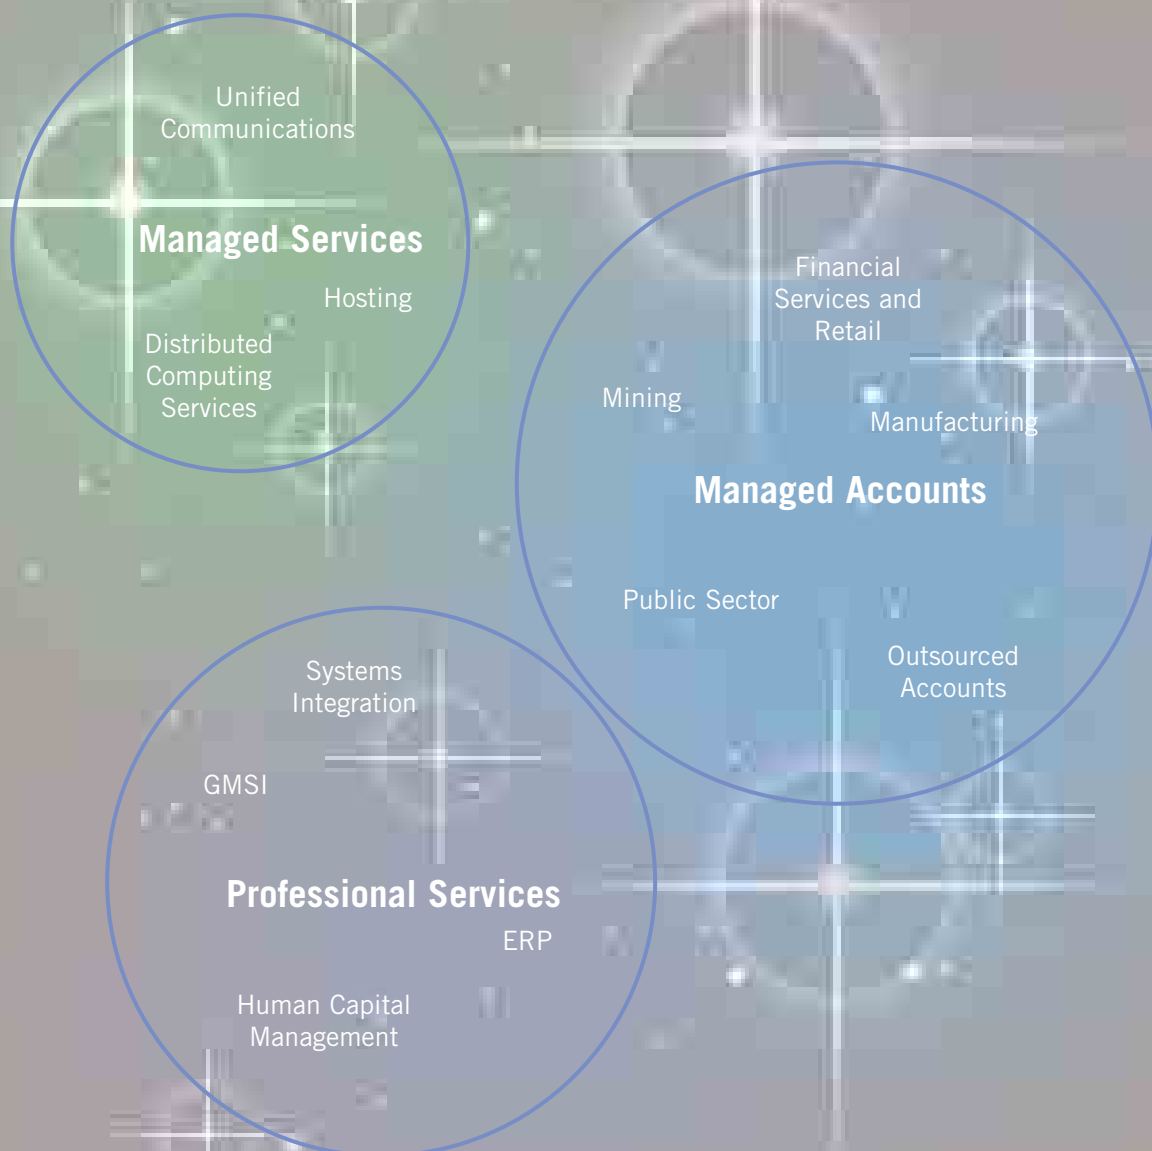 Unified
Communications
Managed Services
Hosting
Distributed
Computing
Services
Financial
Services and
Retail
Mining
Manufacturing
Managed Accounts
Public Sector
Outsourced
Accounts
Systems
Integration
GMSI
Professional Services
ERP
Human Capital
Management